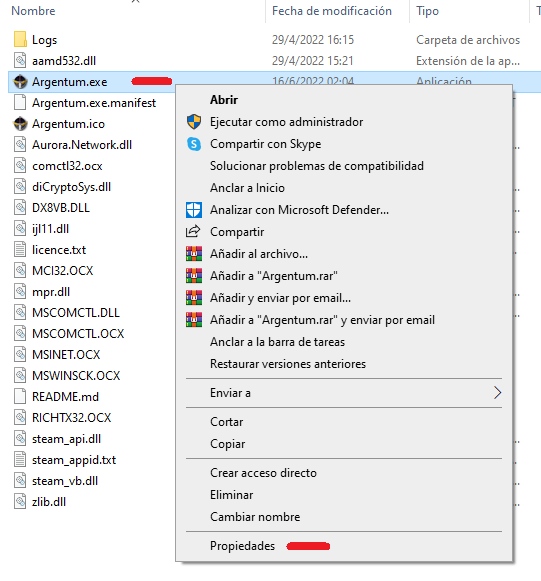 Nombre Fecha de modificación Tipo T
Logs 29/4/2022 16:15 Carpeta de archivos
aamd532.dll 29/4/2022 15:21 Extensión de la ap...
Argentum.exe 16/6/2022 02:04 Aplicación
Argentum.exe.manifest
Argentum.ico
Aurora.Network.dll
comctl32.ocx
diCryptoSys.dll
DX8VB.DLL
ijl11.dll
licence.txt
MCI32.OCX
mpr.dll
MSCOMCTL.DLL
MSCOMCTL.OCX
MSINET.OCX
MSWINSCK.OCX
README.md
RICHTX32.OCX
steam_api.dll
steam_appid.txt
steam_vb.dll
zlib.dll
Abrir
Ejecutar como administrador
Compartir con Skype
Solucionar problemas de compatibilidad
Anclar a Inicio
Analizar con Microsoft Defender...
Compartir
Añadir al archivo...
Añadir a "Argentum.rar"
Añadir y enviar por email...
Añadir a "Argentum.rar" y enviar por email
Anclar a la barra de tareas
Restaurar versiones anteriores
Enviar a
Cortar
Copiar
Crear acceso directo
Eliminar
Cambiar nombre
Propiedades